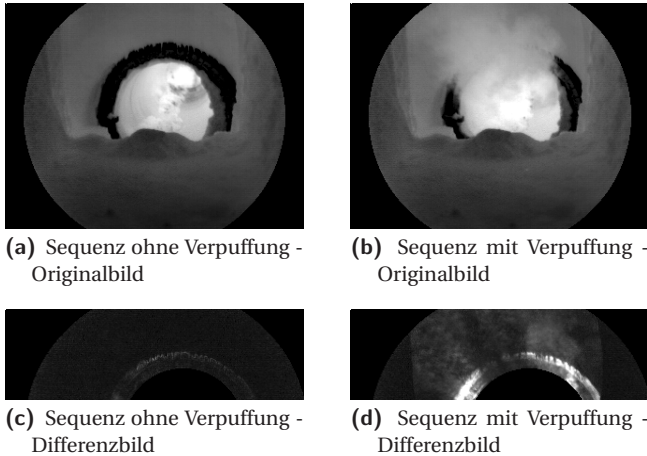 (a) Sequenz ohne Verpuffung -
Originalbild
(b) Sequenz mit Verpuffung -
Originalbild
(c) Sequenz ohne Verpuffung -
Differenzbild
(d) Sequenz mit Verpuffung -
Differenzbild